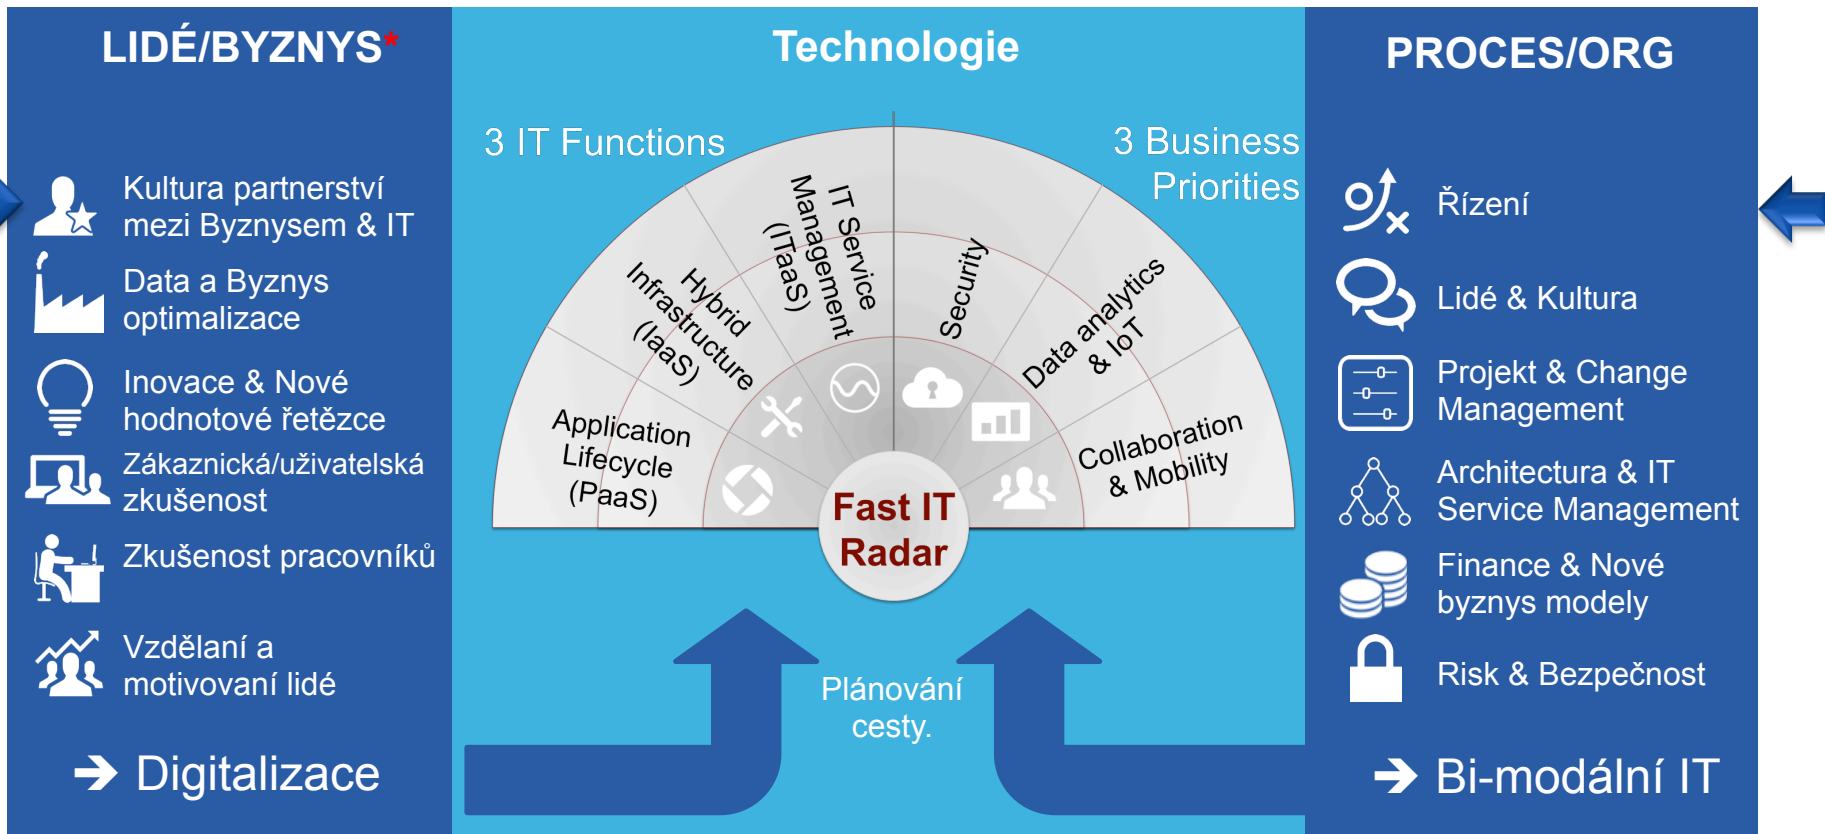 LIDÉ/BYZNYS*
Kultura partnerství
mezi Byznysem & IT
Data a Byznys
optimalizace
Inovace & Nové
hodnotové řetězce
Zákaznická/uživatelská
zkušenost
Zkušenost pracovníků
Vzdělaní a
motivovaní lidé
➔ Digitalizace
Technologie
3 IT Functions
3 Business
Priorities
Application
Lifecycle
(PaaS)
Hybrid
Infrastructure
(IaaS)
IT Service
Management
(ITaaS)
Security
Data analytics
& IoT
Collaboration
& Mobility
Fast IT
Radar
Plánování
cesty.
PROCES/ORG
Řízení
Lidé & Kultura
Projekt & Change
Management
Architectura & IT
Service Management
Finance & Nové
byznys modely
Risk & Bezpečnost
➔ Bi-modální IT